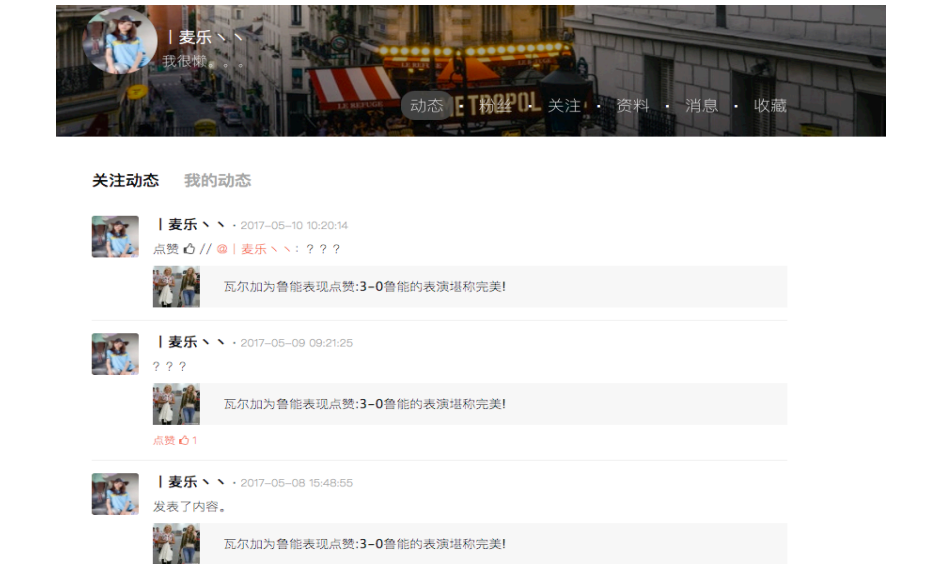 丨麦乐丶丶
我很懒。。。
LE REFUGE
LE REFUGE
METROPOL
动态 · 粉丝 · 关注 · 资料 · 消息 · 收藏
关注动态 我的动态
丨麦乐丶丶 · 2017-05-10 10:20:14
点赞 // @丨麦乐丶丶: ? ? ?
瓦尔加为鲁能表现点赞:3-0鲁能的表演堪称完美!
丨麦乐丶丶 · 2017-05-09 09:21:25
? ? ?
瓦尔加为鲁能表现点赞:3-0鲁能的表演堪称完美!
点赞 1
丨麦乐丶丶 · 2017-05-08 15:48:55
发表了内容。
瓦尔加为鲁能表现点赞:3-0鲁能的表演堪称完美!